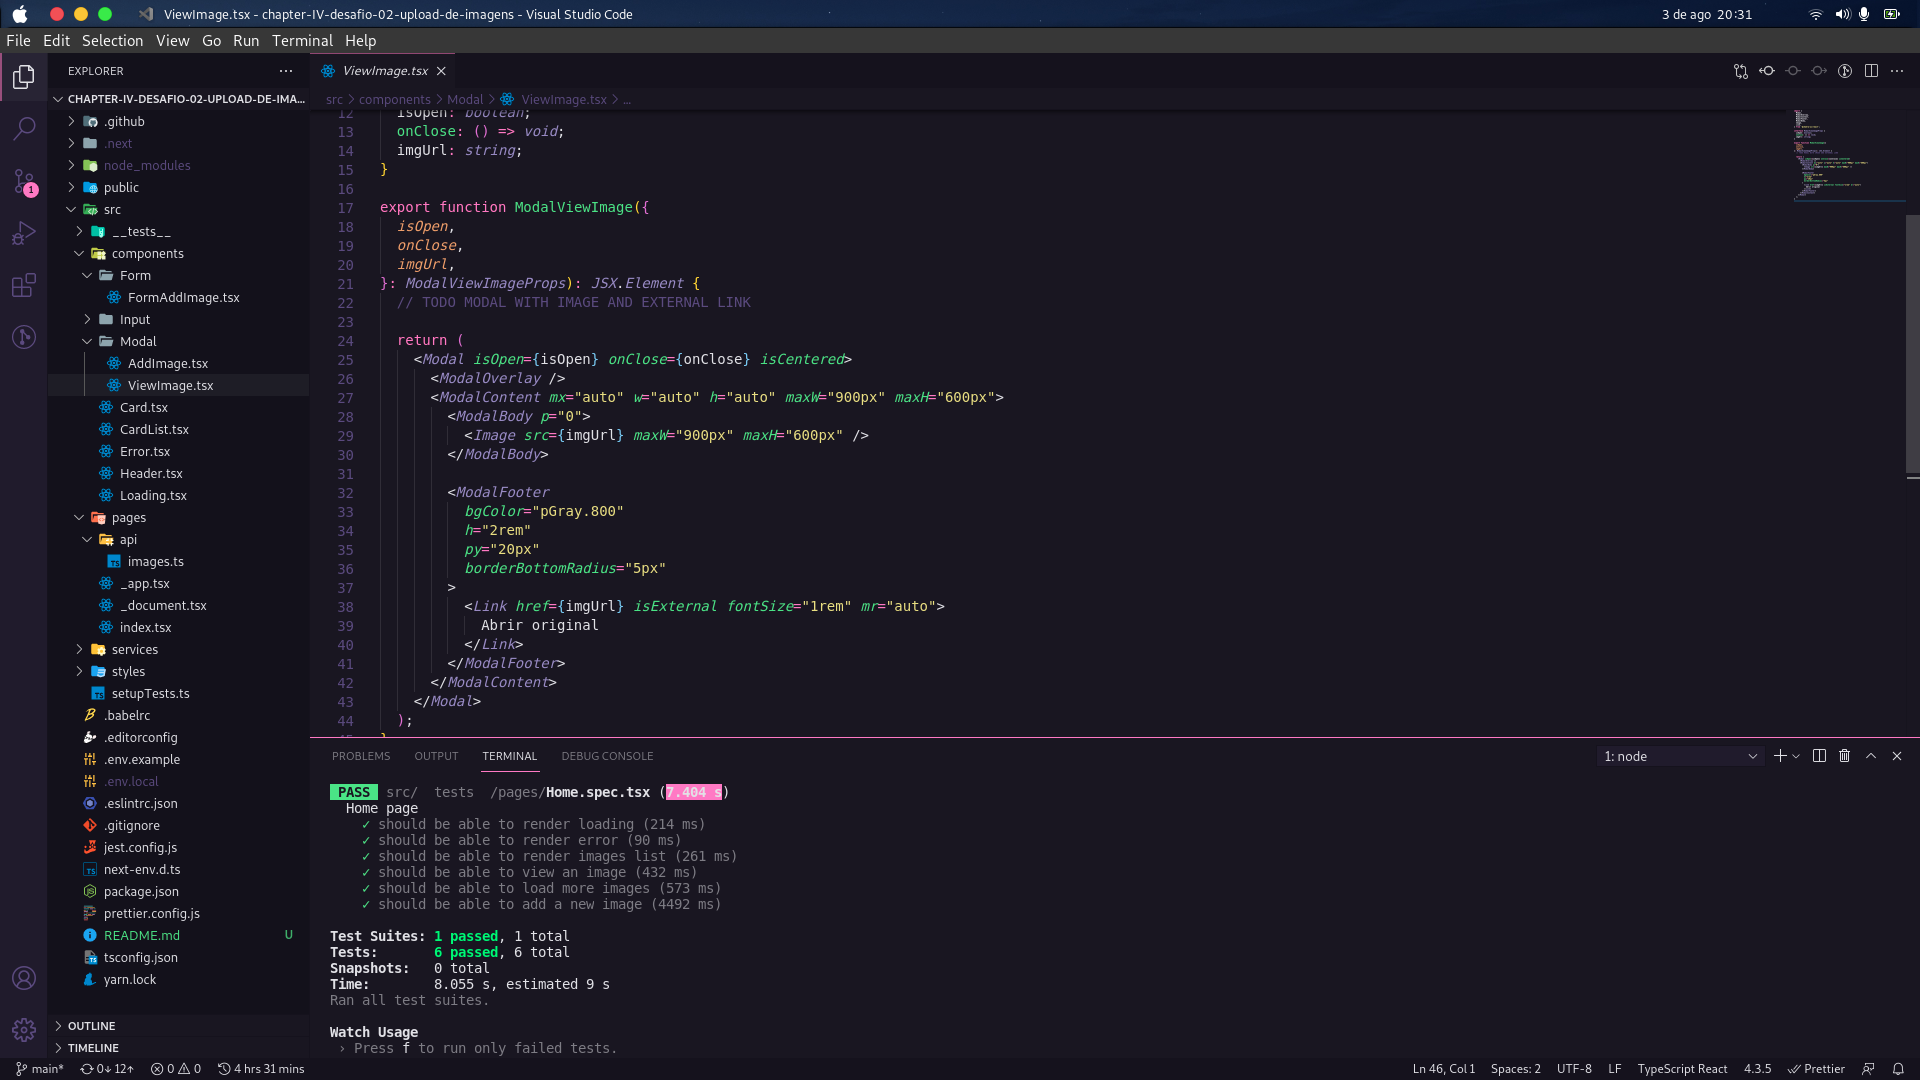 ViewImage.tsx - chapter-IV-desafio-02-upload-de-imagens - Visual Studio Code
3 de ago 20:31
File Edit Selection View Go Run Terminal Help
EXPLORER
CHAPTER-IV-DESAFIO-02-UPLOAD-DE-IMA...
.github
.next
node_modules
public
src
__tests__
components
Form
FormAddImage.tsx
Input
Modal
AddImage.tsx
ViewImage.tsx
Card.tsx
CardList.tsx
Error.tsx
Header.tsx
Loading.tsx
pages
api
images.ts
_app.tsx
_document.tsx
index.tsx
services
styles
setupTests.ts
.babelrc
.editorconfig
.env.example
.env.local
.eslintrc.json
.gitignore
jest.config.js
next-env.d.ts
package.json
prettier.config.js
README.md U
tsconfig.json
yarn.lock
OUTLINE
TIMELINE
1
ViewImage.tsx
src > components > Modal > ViewImage.tsx > ...
12 isOpen: boolean;
13 onClose: () => void;
14 imgUrl: string;
15 }
16
17 export function ModalViewImage({
18 isOpen,
19 onClose,
20 imgUrl,
21 }: ModalViewImageProps): JSX.Element {
22 // TODO MODAL WITH IMAGE AND EXTERNAL LINK
23
24 return (
25 <Modal isOpen={isOpen} onClose={onClose} isCentered>
26 <ModalOverlay />
27 <ModalContent mx="auto" w="auto" h="auto" maxW="900px" maxH="600px">
28 <ModalBody p="0">
29 <Image src={imgUrl} maxW="900px" maxH="600px" />
30 </ModalBody>
31
32 <ModalFooter
33 bgColor="pGray.800"
34 h="2rem"
35 py="20px"
36 borderBottomRadius="5px"
37 >
38 <Link href={imgUrl} isExternal fontSize="1rem" mr="auto">
39 Abrir original
40 </Link>
41 </ModalFooter>
42 </ModalContent>
43 </Modal>
44 );
45 }
PROBLEMS OUTPUT TERMINAL DEBUG CONSOLE
1: node
PASS src/__tests__/pages/Home.spec.tsx (7.404 s)
Home page
✓ should be able to render loading (214 ms)
✓ should be able to render error (90 ms)
✓ should be able to render images list (261 ms)
✓ should be able to view an image (432 ms)
✓ should be able to load more images (573 ms)
✓ should be able to add a new image (4492 ms)
Test Suites: 1 passed, 1 total
Tests: 6 passed, 6 total
Snapshots: 0 total
Time: 8.055 s, estimated 9 s
Ran all test suites.
Watch Usage
› Press f to run only failed tests.
main* 0↓ 12↑ 0 0 4 hrs 31 mins
Ln 46, Col 1 Spaces: 2 UTF-8 LF TypeScript React 4.3.5 Prettier